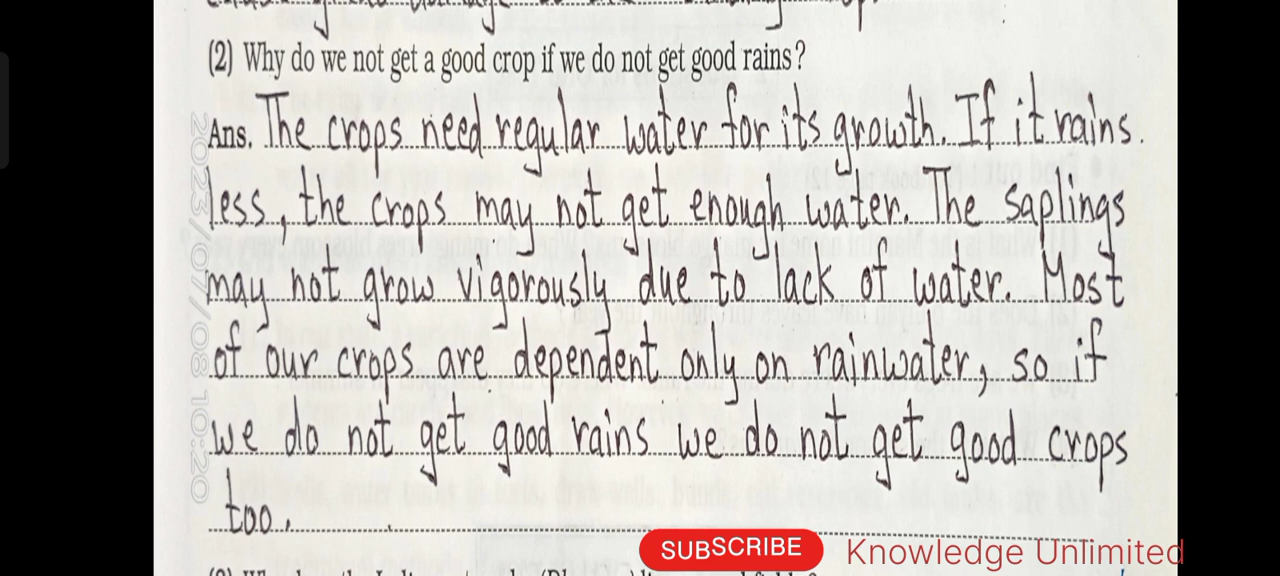 (2) Why do we not get a good crop if we do not get good rains?
Ans. The crops need regular water for its growth. If it rains
less, the crops may not get enough water. The saplings
may not grow vigorously due to lack of water. Most
of our crops are dependent only on rainwater, so if
we do not get good rains we do not get good crops
too.
SUBSCRIBE Knowledge Unlimited
2023/07/08 10:20